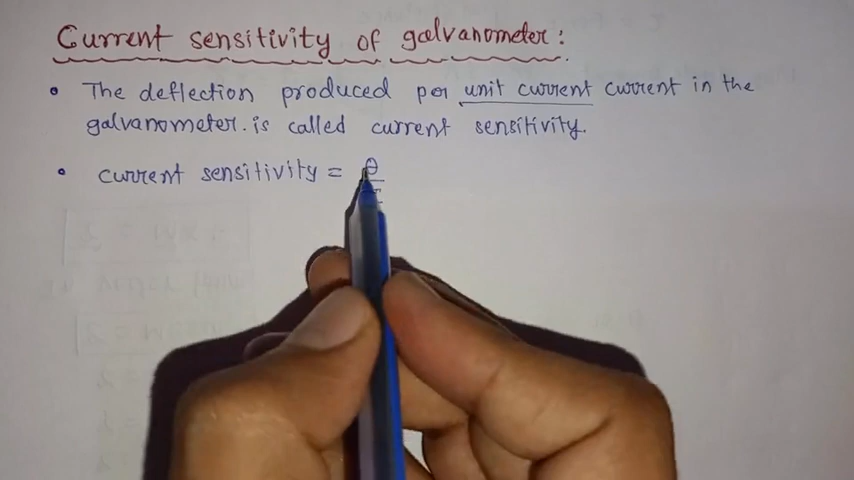 Current sensitivity of galvanometer:
• The deflection produced per unit current current in the
galvanometer. is called current sensitivity.
• current sensitivity = θ/I